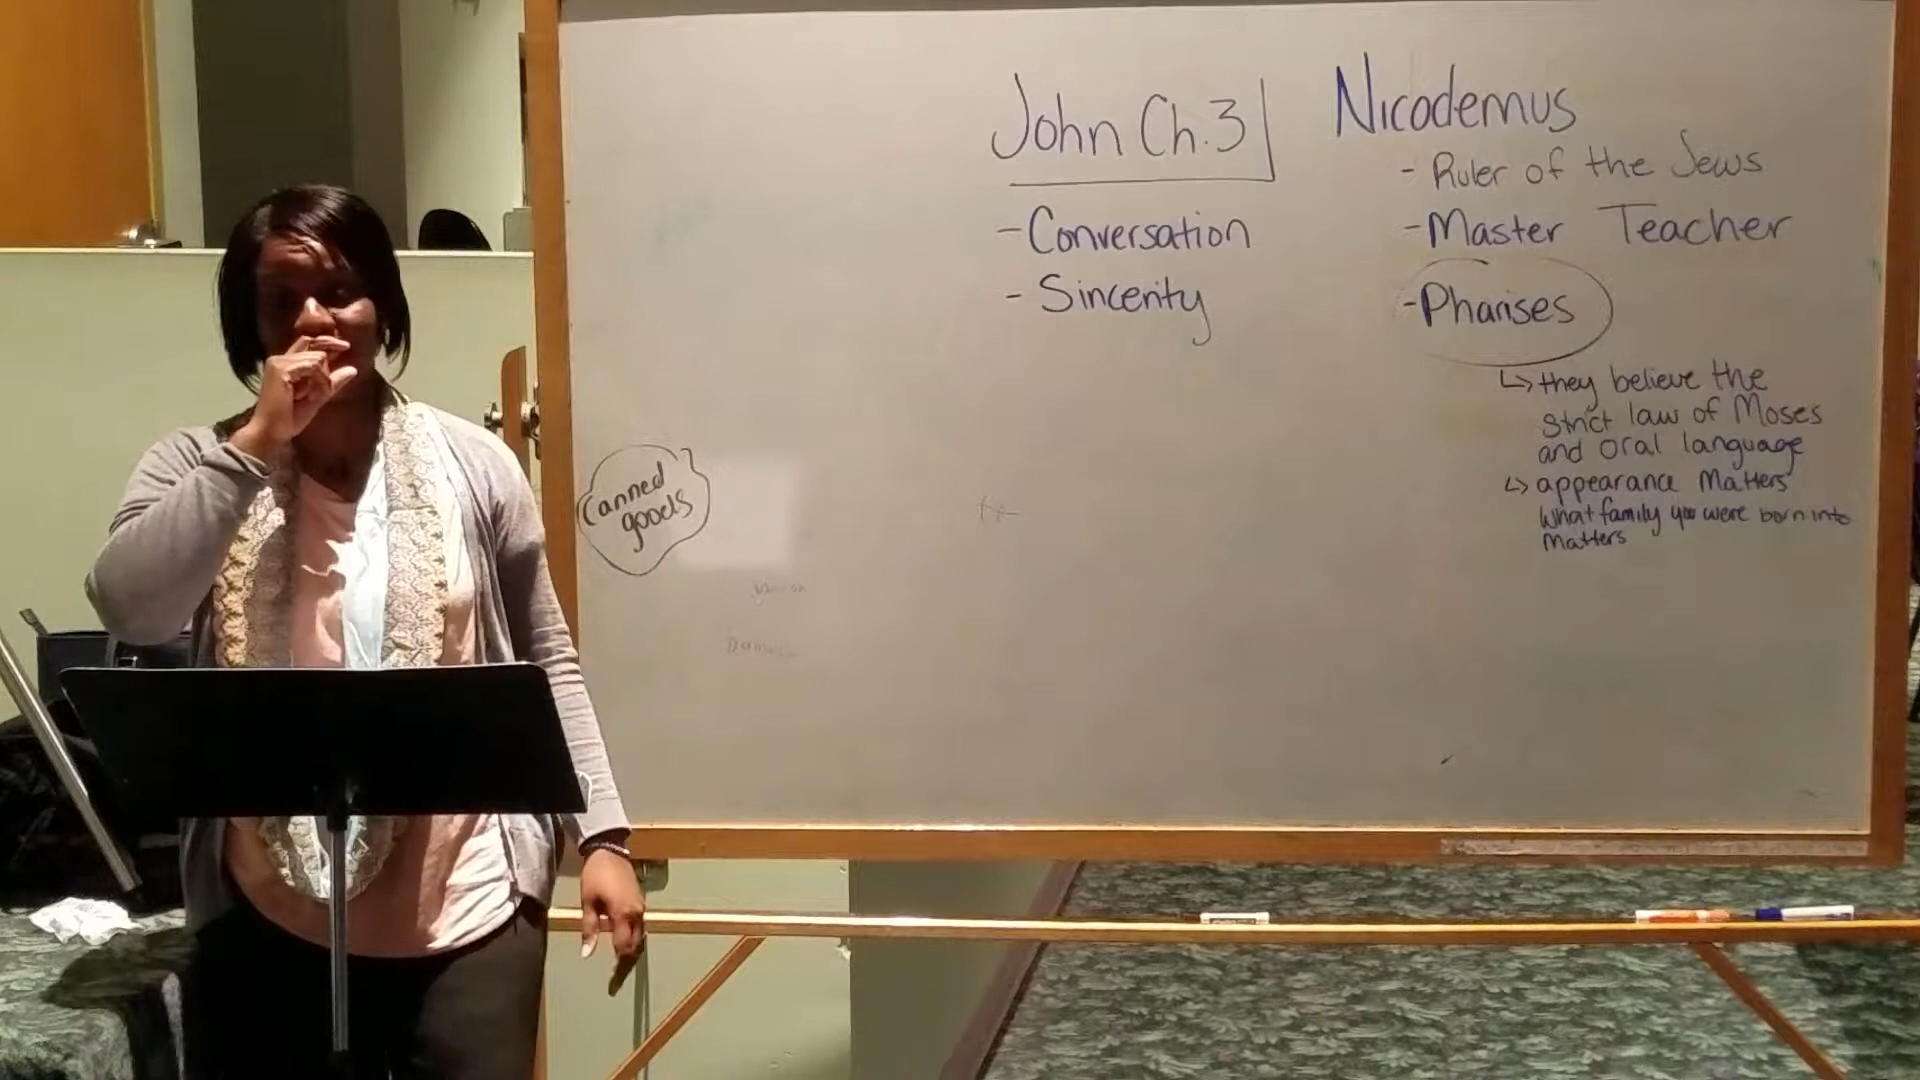 John Ch.3
- Conversation
- Sincerity
Nicodemus
- Ruler of the Jews
- Master Teacher
- Pharises
↳ they believe the
strict law of Moses
and oral language
↳ appearance Matters
What family you were born into
Matters
Canned
goods